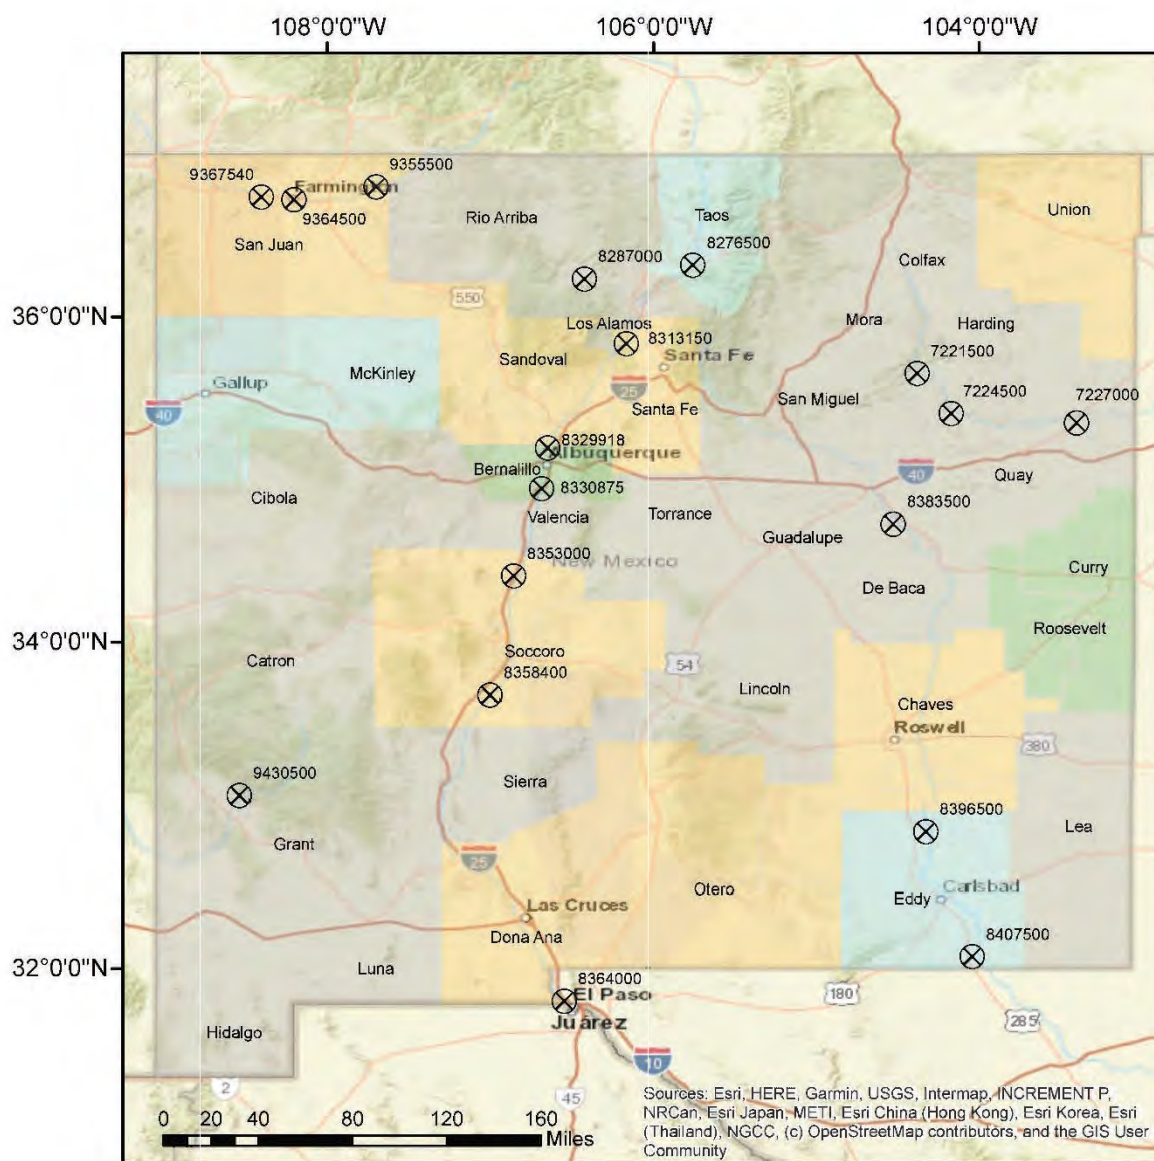 108°0'0"W 106°0'0"W 104°0'0"W
9367540
9355500
Farmington
9364500
San Juan
Rio Arriba
Taos
8276500
Union
Colfax
8287000
550
36°0'0"N
Los Alamos
Mora
Harding
8313150
Santa Fe
Sandoval
McKinley
7221500
Gallup
25
San Miguel
7224500
7227000
40
Santa Fe
8329918
Albuquerque
Bernalillo
40
Quay
8330875
Cibola
Valencia
Torrance
8383500
Guadalupe
8353000
New Mexico
Curry
De Baca
34°0'0"N
Roosevelt
Soccoro
Catron
54
8358400
Lincoln
Chaves
Roswell
380
9430500
Sierra
8396500
Grant
Lea
25
Otero
Carlsbad
Eddy
Las Cruces
Dona Ana
8407500
32°0'0"N
Luna
8364000
El Paso
180
Juárez
285
Hidalgo
10
2
45
0 20 40 80 120 160
Miles
Sources: Esri, HERE, Garmin, USGS, Intermap, INCREMENT P,
NRCan, Esri Japan, METI, Esri China (Hong Kong), Esri Korea, Esri
(Thailand), NGCC, (c) OpenStreetMap contributors, and the GIS User
Community